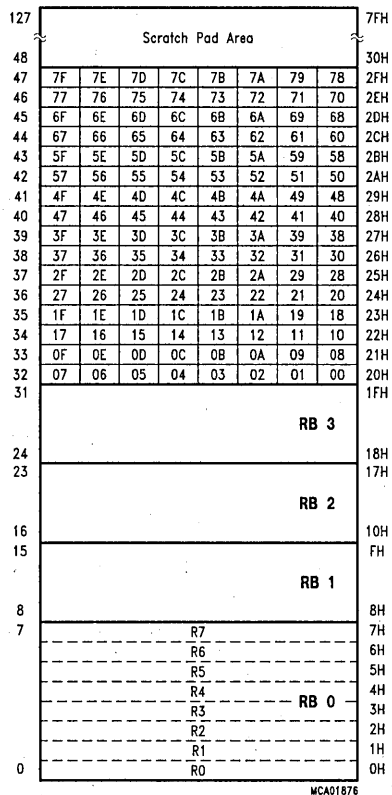 127 7FH
Scratch Pad Area
48 30H
47 7F 7E 7D 7C 7B 7A 79 78 2FH
46 77 76 75 74 73 72 71 70 2EH
45 6F 6E 6D 6C 6B 6A 69 68 2DH
44 67 66 65 64 63 62 61 60 2CH
43 5F 5E 5D 5C 5B 5A 59 58 2BH
42 57 56 55 54 53 52 51 50 2AH
41 4F 4E 4D 4C 4B 4A 49 48 29H
40 47 46 45 44 43 42 41 40 28H
39 3F 3E 3D 3C 3B 3A 39 38 27H
38 37 36 35 34 33 32 31 30 26H
37 2F 2E 2D 2C 2B 2A 29 28 25H
36 27 26 25 24 23 22 21 20 24H
35 1F 1E 1D 1C 1B 1A 19 18 23H
34 17 16 15 14 13 12 11 10 22H
33 0F 0E 0D 0C 0B 0A 09 08 21H
32 07 06 05 04 03 02 01 00 20H
31 1FH
RB 3
24 18H
23 17H
RB 2
16 10H
15 FH
RB 1
8 8H
7 R7 7H
R6 6H
R5 5H
R4 4H
RB 0
R3 3H
R2 2H
R1 1H
0 R0 0H
MCA01876